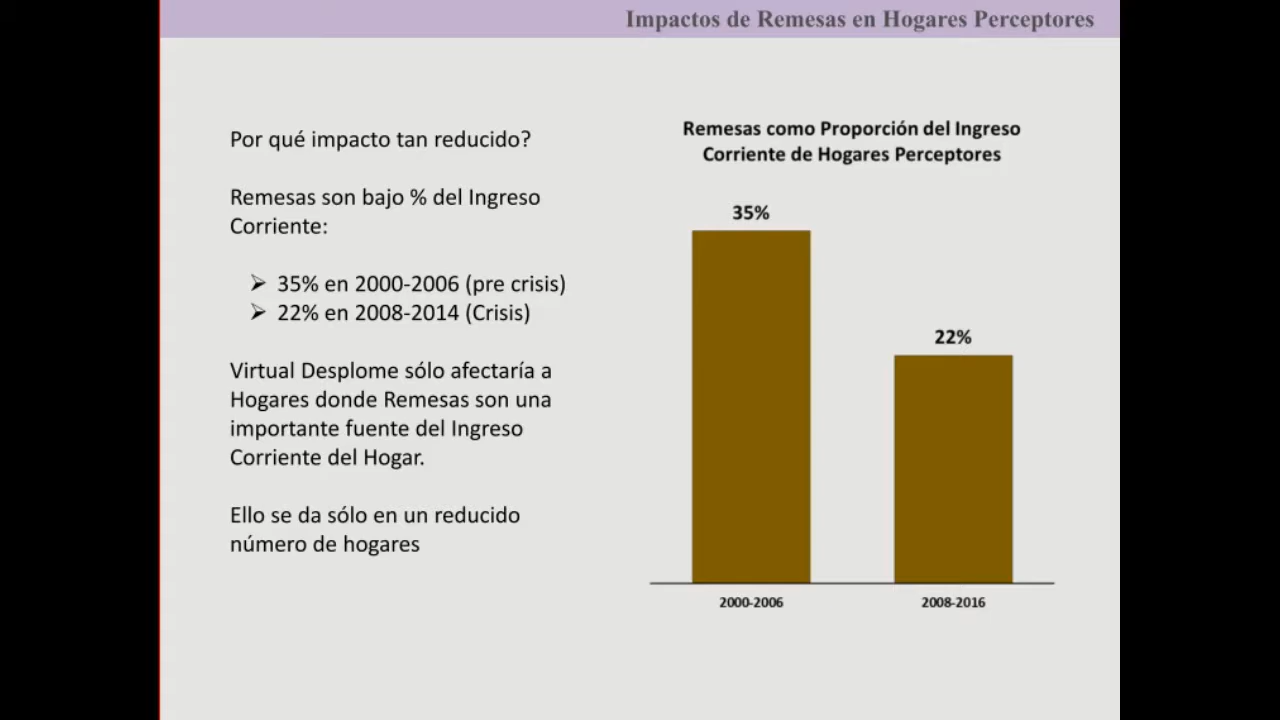 Impactos de Remesas en Hogares Perceptores
Por qué impacto tan reducido?
Remesas son bajo % del Ingreso
Corriente:
➢ 35% en 2000-2006 (pre crisis)
➢ 22% en 2008-2014 (Crisis)
Virtual Desplome sólo afectaría a
Hogares donde Remesas son una
importante fuente del Ingreso
Corriente del Hogar.
Ello se da sólo en un reducido
número de hogares
Remesas como Proporción del Ingreso
Corriente de Hogares Perceptores
35%
22%
2000-2006
2008-2016